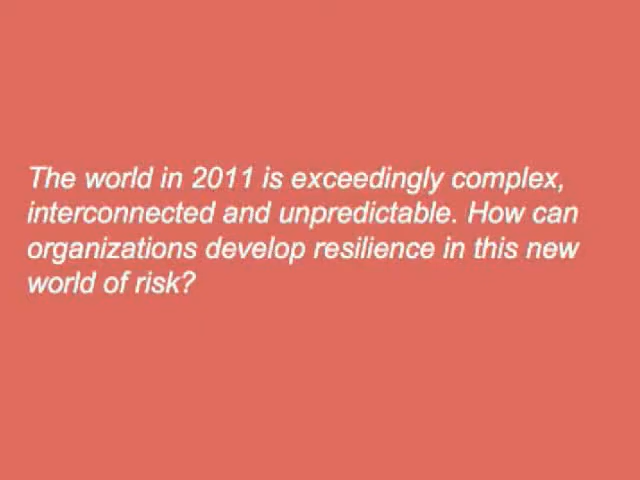 The world in 2011 is exceedingly complex,
interconnected and unpredictable. How can
organizations develop resilience in this new
world of risk?